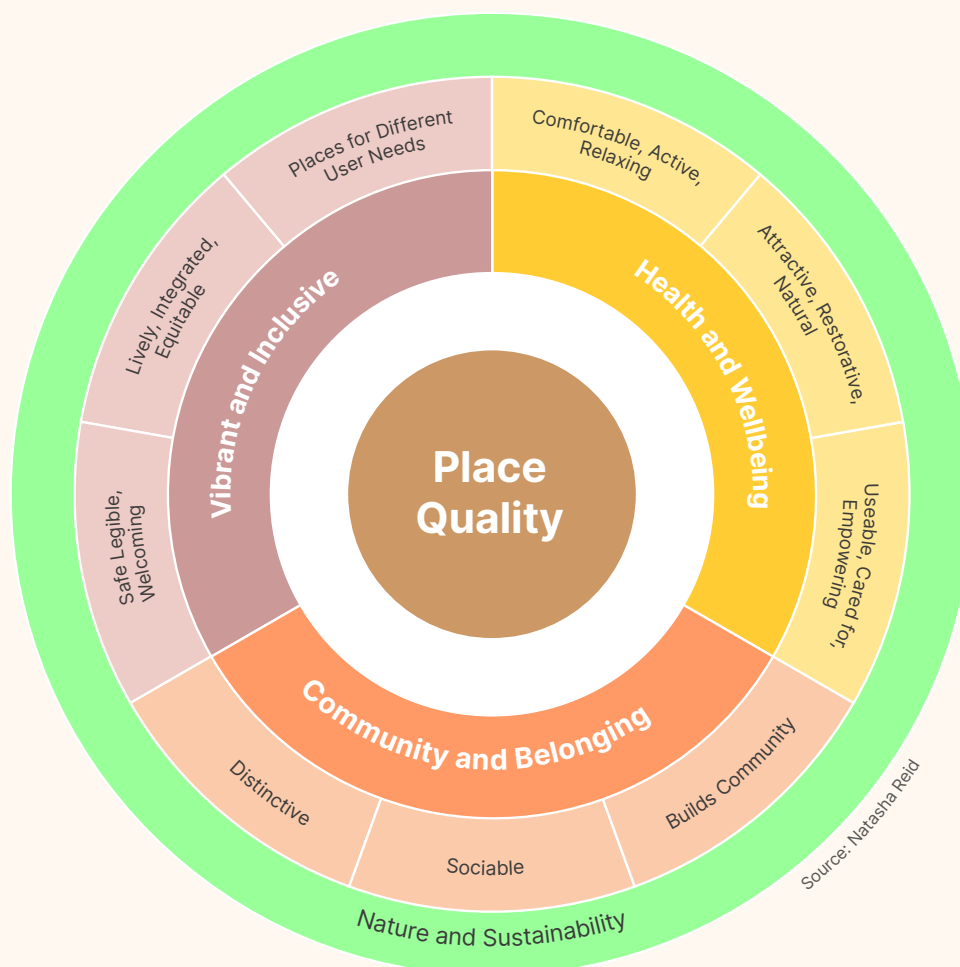 Place
Quality
Health and Wellbeing
Comfortable, Active,
Relaxing
Attractive, Restorative,
Natural
Useable, Cared for,
Empowering
Community and Belonging
Builds Community
Sociable
Distinctive
Vibrant and Inclusive
Safe Legible,
Welcoming
Lively, Integrated,
Equitable
Places for Different
User Needs
Nature and Sustainability
Source: Natasha Reid